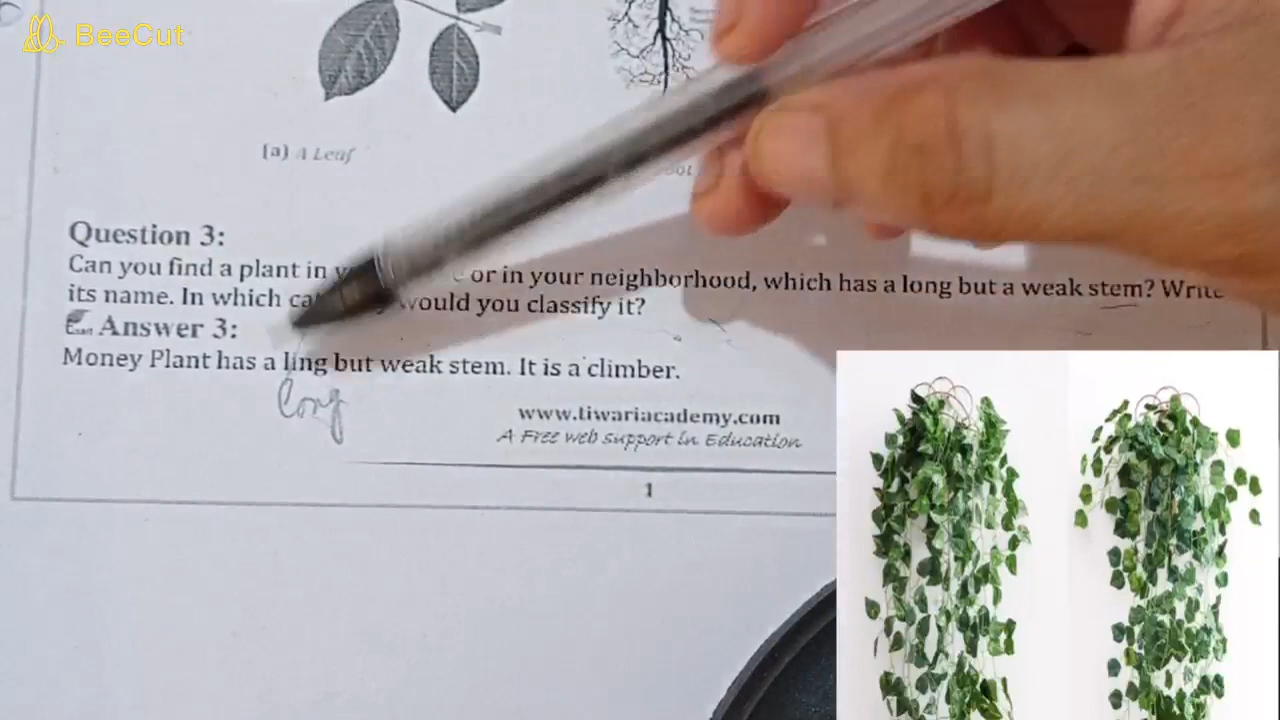 BeeCut
(a) A Leaf
Question 3:
Can you find a plant in or in your neighborhood, which has a long but a weak stem? Write
its name. In which would you classify it?
Answer 3:
Money Plant has a ling but weak stem. It is a climber.
long
www.tiwariacademy.com
A Free web support in Education
1